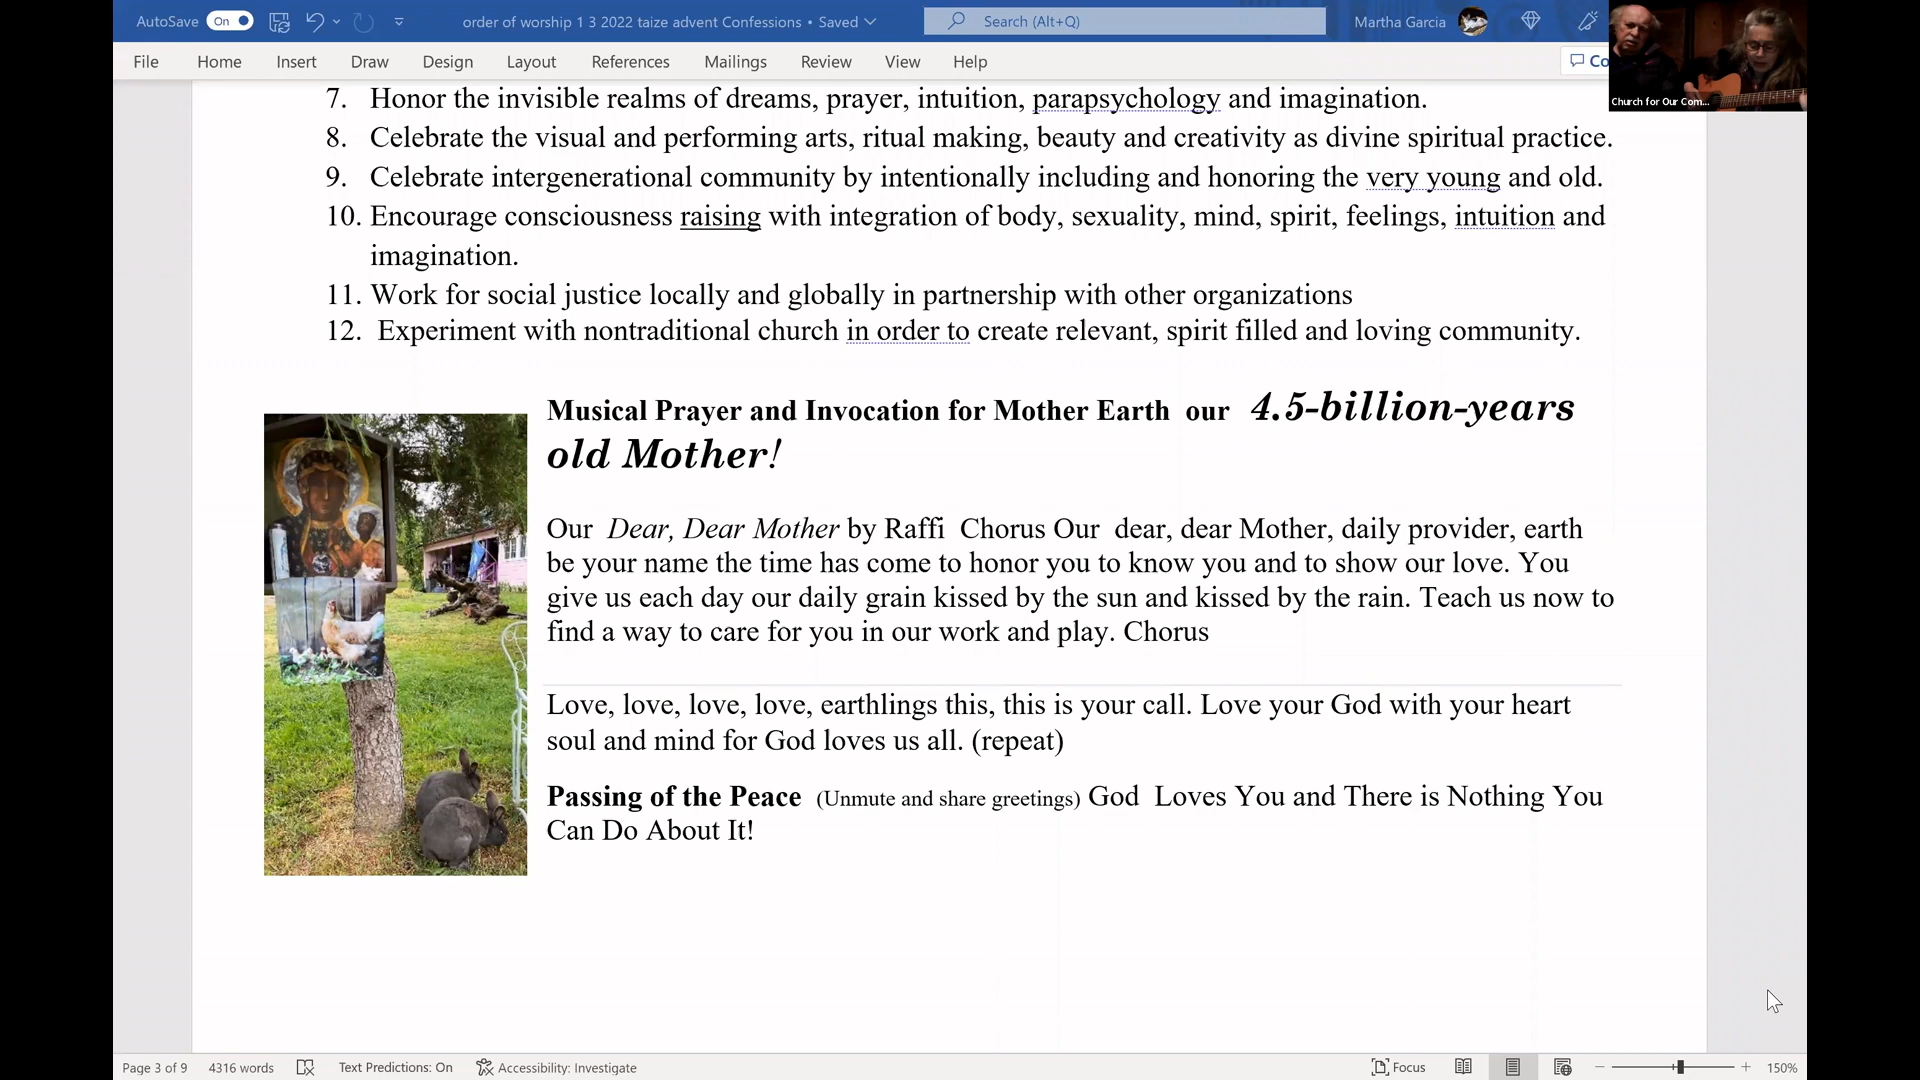 AutoSave On order of worship 1 3 2022 taize advent Confessions • Saved Search (Alt+Q) Martha Garcia
File Home Insert Draw Design Layout References Mailings Review View Help Co
Church for Our Com...
7. Honor the invisible realms of dreams, prayer, intuition, parapsychology and imagination.
8. Celebrate the visual and performing arts, ritual making, beauty and creativity as divine spiritual practice.
9. Celebrate intergenerational community by intentionally including and honoring the very young and old.
10. Encourage consciousness raising with integration of body, sexuality, mind, spirit, feelings, intuition and
imagination.
11. Work for social justice locally and globally in partnership with other organizations
12. Experiment with nontraditional church in order to create relevant, spirit filled and loving community.
Musical Prayer and Invocation for Mother Earth our 4.5-billion-years
old Mother!
Our Dear, Dear Mother by Raffi Chorus Our dear, dear Mother, daily provider, earth
be your name the time has come to honor you to know you and to show our love. You
give us each day our daily grain kissed by the sun and kissed by the rain. Teach us now to
find a way to care for you in our work and play. Chorus
Love, love, love, love, earthlings this, this is your call. Love your God with your heart
soul and mind for God loves us all. (repeat)
Passing of the Peace (Unmute and share greetings) God Loves You and There is Nothing You
Can Do About It!
Page 3 of 9 4316 words Text Predictions: On Accessibility: Investigate Focus 150%